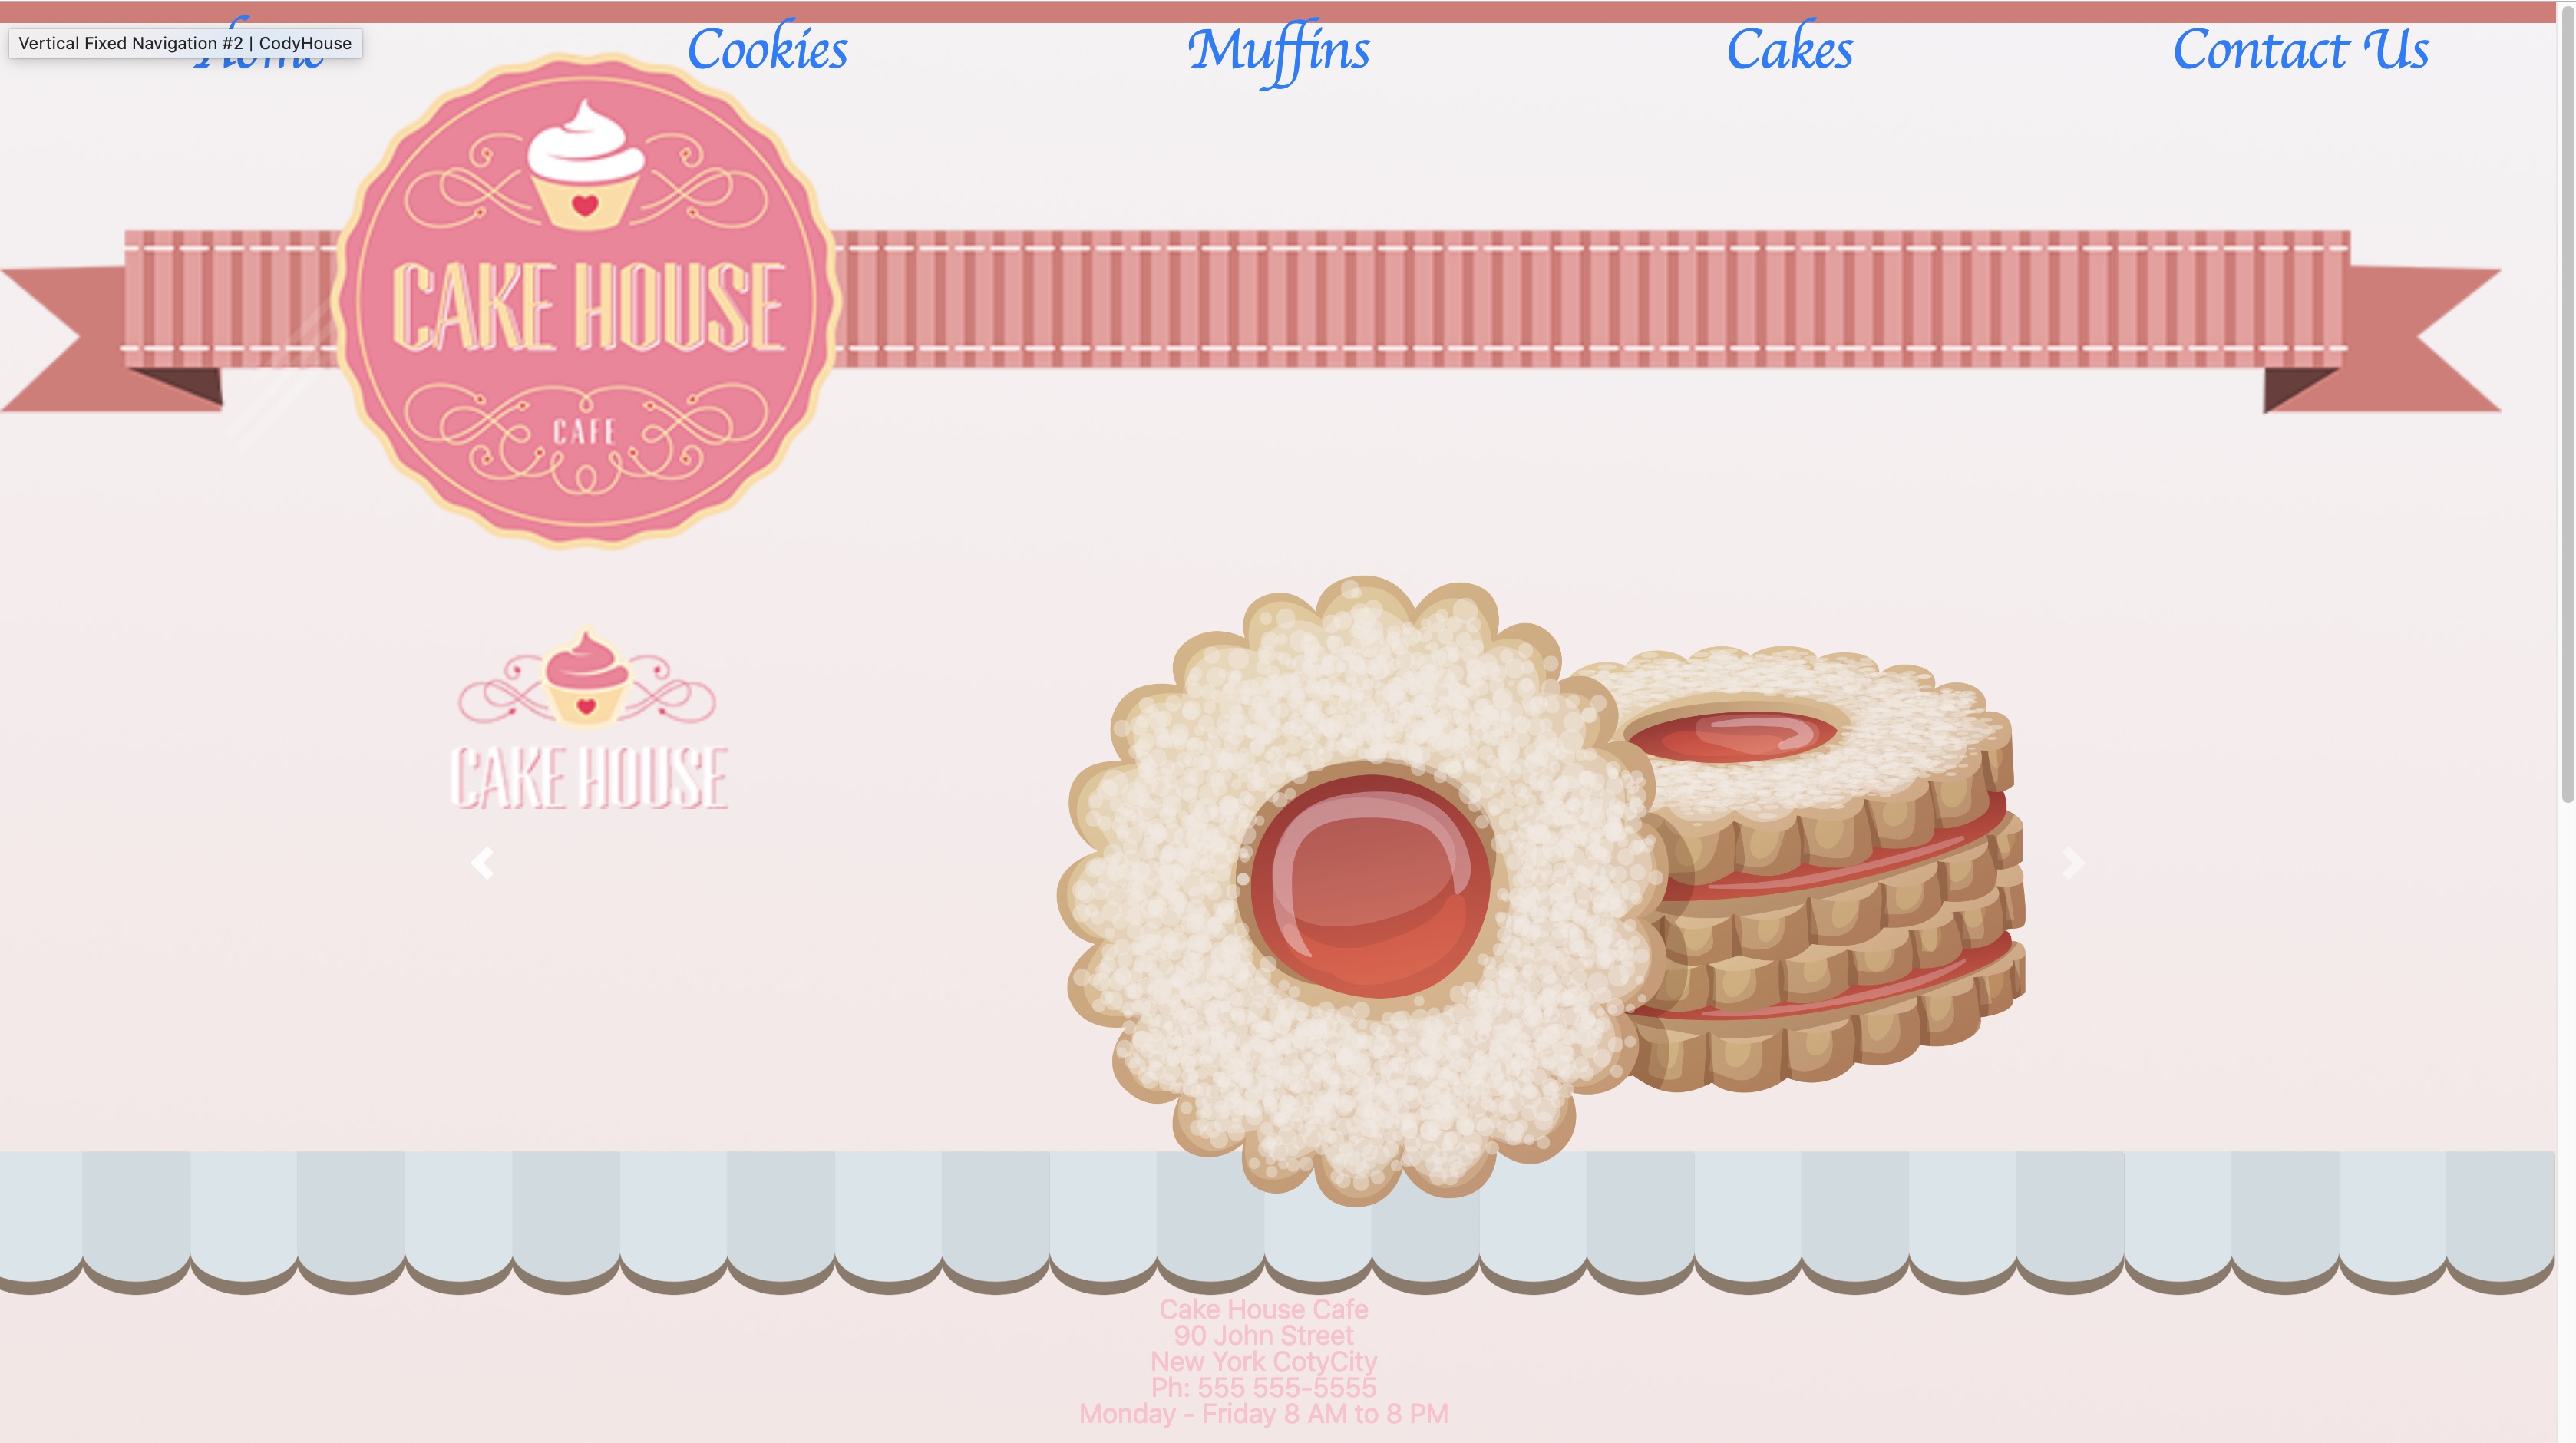 Vertical Fixed Navigation #2 | CodyHouse
Home Cookies Muffins Cakes Contact Us
CAKE HOUSE
CAFE
CAKE HOUSE
Cake House Cafe
90 John Street
New York CotyCity
Ph: 555 555-5555
Monday - Friday 8 AM to 8 PM